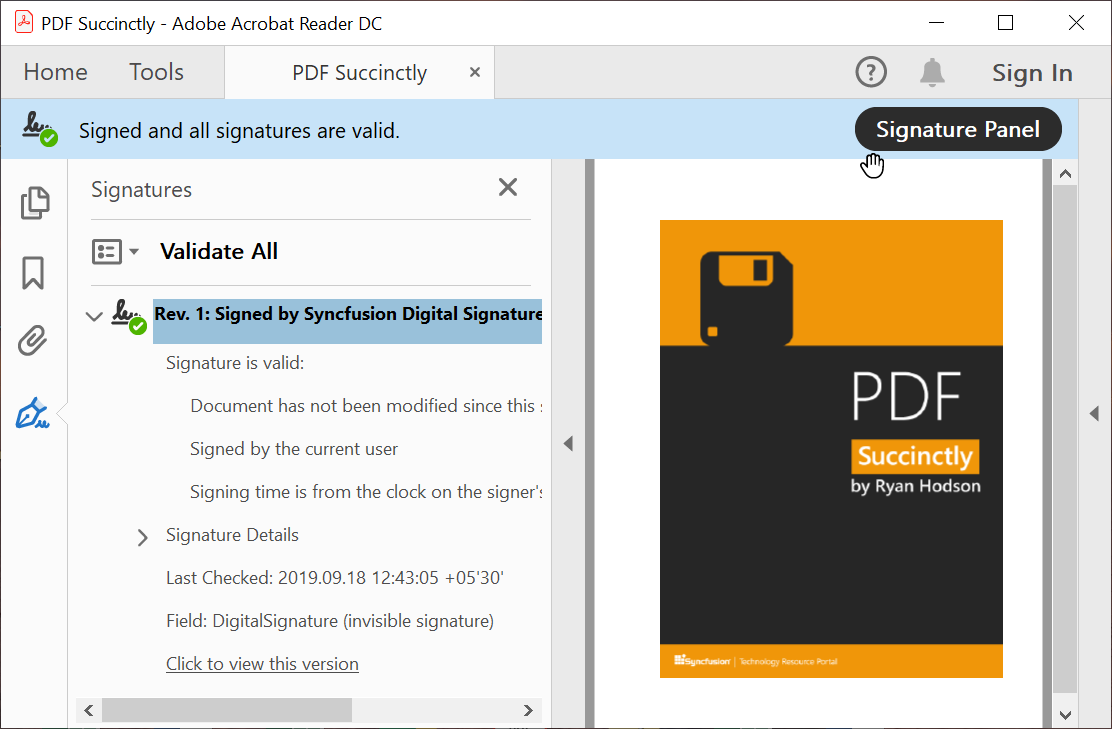 PDF Succinctly - Adobe Acrobat Reader DC
Home Tools PDF Succinctly Sign In
Signed and all signatures are valid.
Signature Panel
Signatures
Validate All
Rev. 1: Signed by Syncfusion Digital Signature
Signature is valid:
Document has not been modified since this
Signed by the current user
Signing time is from the clock on the signer's
Signature Details
Last Checked: 2019.09.18 12:43:05 +05'30'
Field: DigitalSignature (invisible signature)
Click to view this version
PDF
Succinctly
by Ryan Hodson
Syncfusion | Technology Resource Portal